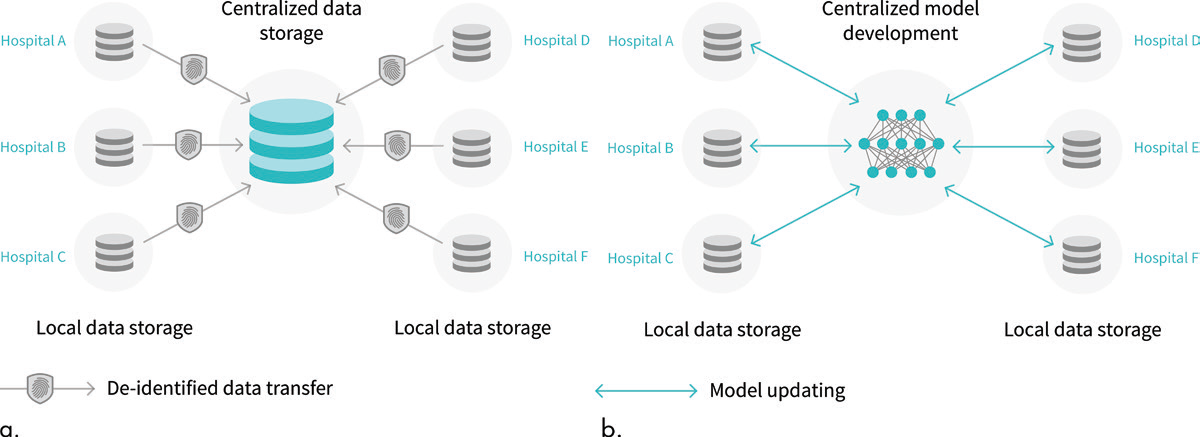 Centralized data
storage
Hospital A
Hospital D
Hospital B
Hospital E
Hospital C
Hospital F
Local data storage
Local data storage
De-identified data transfer
a.
Centralized model
development
Hospital A
Hospital D
Hospital B
Hospital E
Hospital C
Hospital F
Local data storage
Local data storage
Model updating
b.